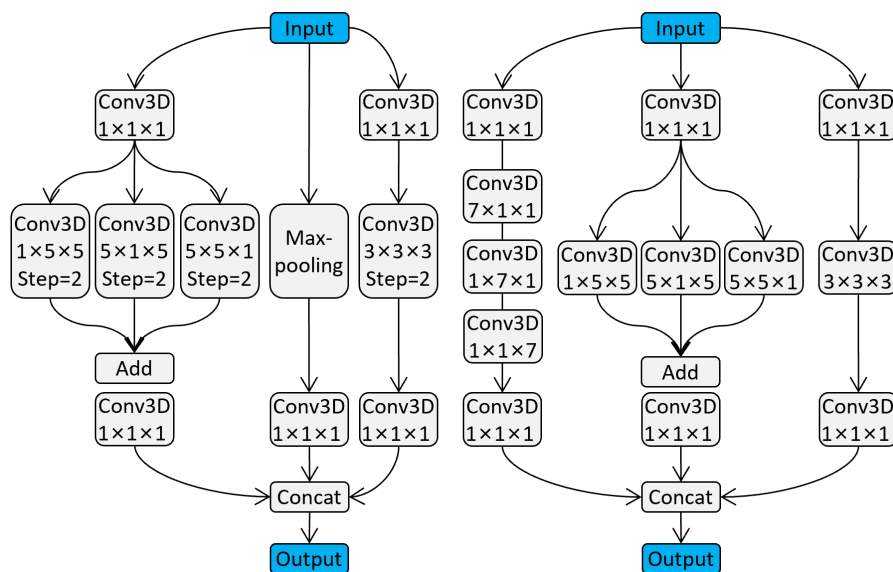 Input
Conv3D
1×1×1
Conv3D
1×1×1
Conv3D
1×5×5
Step=2
Conv3D
5×1×5
Step=2
Conv3D
5×5×1
Step=2
Max-
pooling
Conv3D
3×3×3
Step=2
Add
Conv3D
1×1×1
Conv3D
1×1×1
Conv3D
1×1×1
Concat
Output
Input
Conv3D
1×1×1
Conv3D
1×1×1
Conv3D
1×1×1
Conv3D
7×1×1
Conv3D
1×7×1
Conv3D
1×5×5
Conv3D
5×1×5
Conv3D
5×5×1
Conv3D
3×3×3
Conv3D
1×1×7
Add
Conv3D
1×1×1
Conv3D
1×1×1
Conv3D
1×1×1
Concat
Output